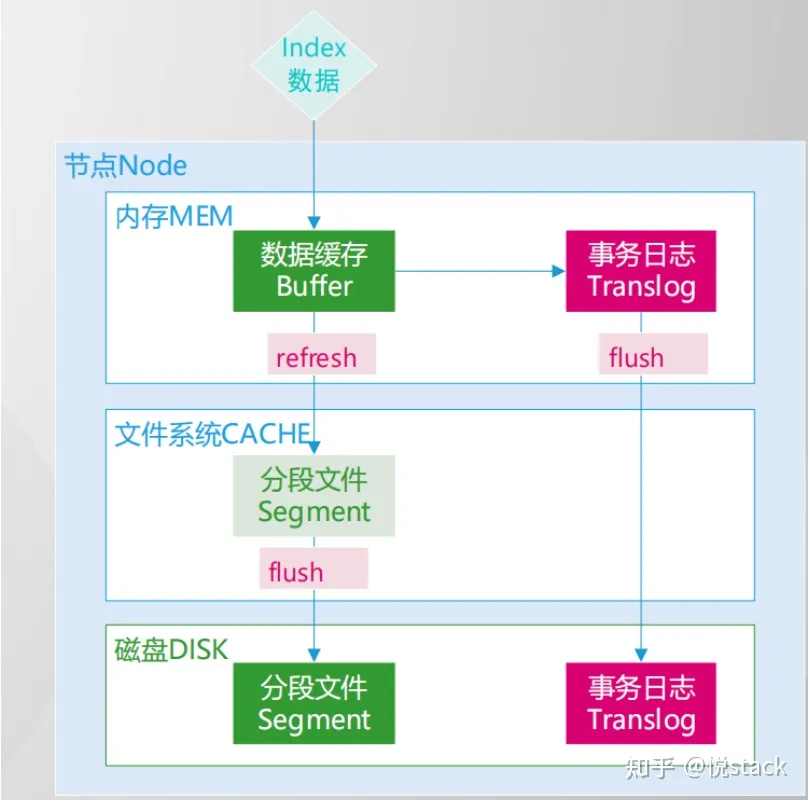 Index
数据
节点Node
内存MEM
数据缓存
Buffer
事务日志
Translog
refresh
flush
文件系统CACHE
分段文件
Segment
flush
磁盘DISK
分段文件
Segment
事务日志
Translog
知乎 @悦stack